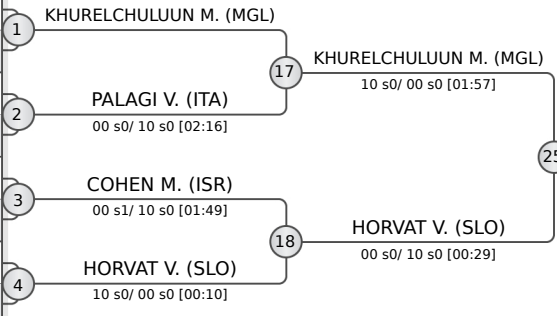 KHURELCHULUUN M. (MGL)
1
17
KHURELCHULUUN M. (MGL)
10 s0/ 00 s0 [01:57]
PALAGI V. (ITA)
2
00 s0/ 10 s0 [02:16]
25
COHEN M. (ISR)
3
00 s1/ 10 s0 [01:49]
18
HORVAT V. (SLO)
00 s0/ 10 s0 [00:29]
HORVAT V. (SLO)
4
10 s0/ 00 s0 [00:10]